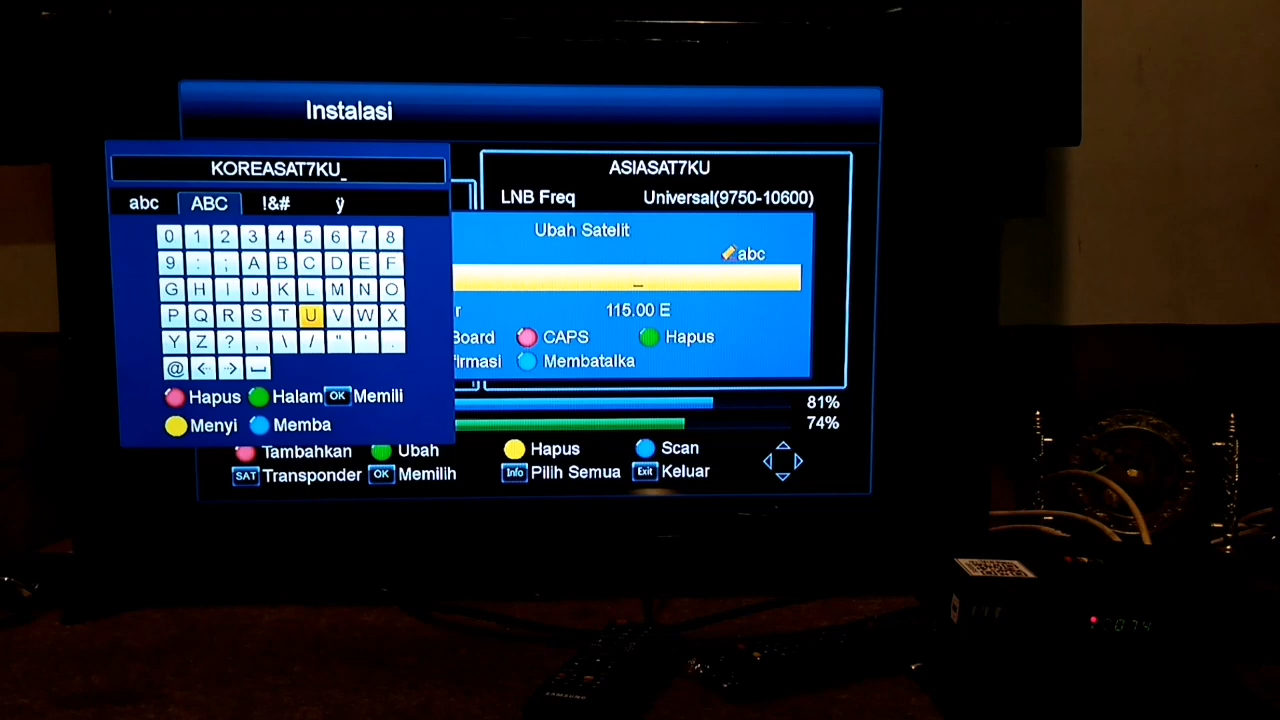 Instalasi
KOREASAT7KU_
abc ABC !&# ÿ
0 1 2 3 4 5 6 7 8
9 : ; A B C D E F
G H I J K L M N O
P Q R S T U V W X
Y Z ? , \ / " ' .
@
Hapus Halam OK Memili
Menyi Memba
ASIASAT7KU
LNB Freq Universal(9750-10600)
Ubah Satelit
abc
_
r 115.00 E
Board CAPS Hapus
firmasi Membatalka
81%
74%
Tambahkan Ubah Hapus Scan
SAT Transponder OK Memilih Info Pilih Semua Exit Keluar
SAMSUNG